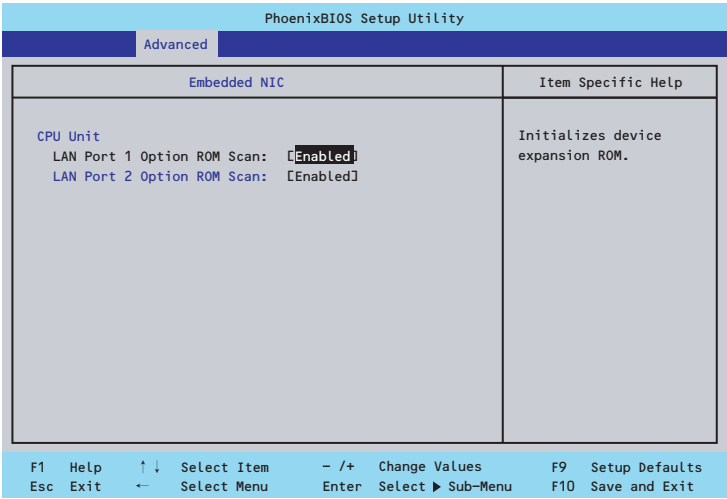 PhoenixBIOS Setup Utility
Advanced
Embedded NIC
Item Specific Help
CPU Unit
LAN Port 1 Option ROM Scan: [Enabled]
LAN Port 2 Option ROM Scan: [Enabled]
Initializes device
expansion ROM.
F1 Help ↑↓ Select Item - /+ Change Values F9 Setup Defaults
Esc Exit ← Select Menu Enter Select ▶ Sub-Menu F10 Save and Exit